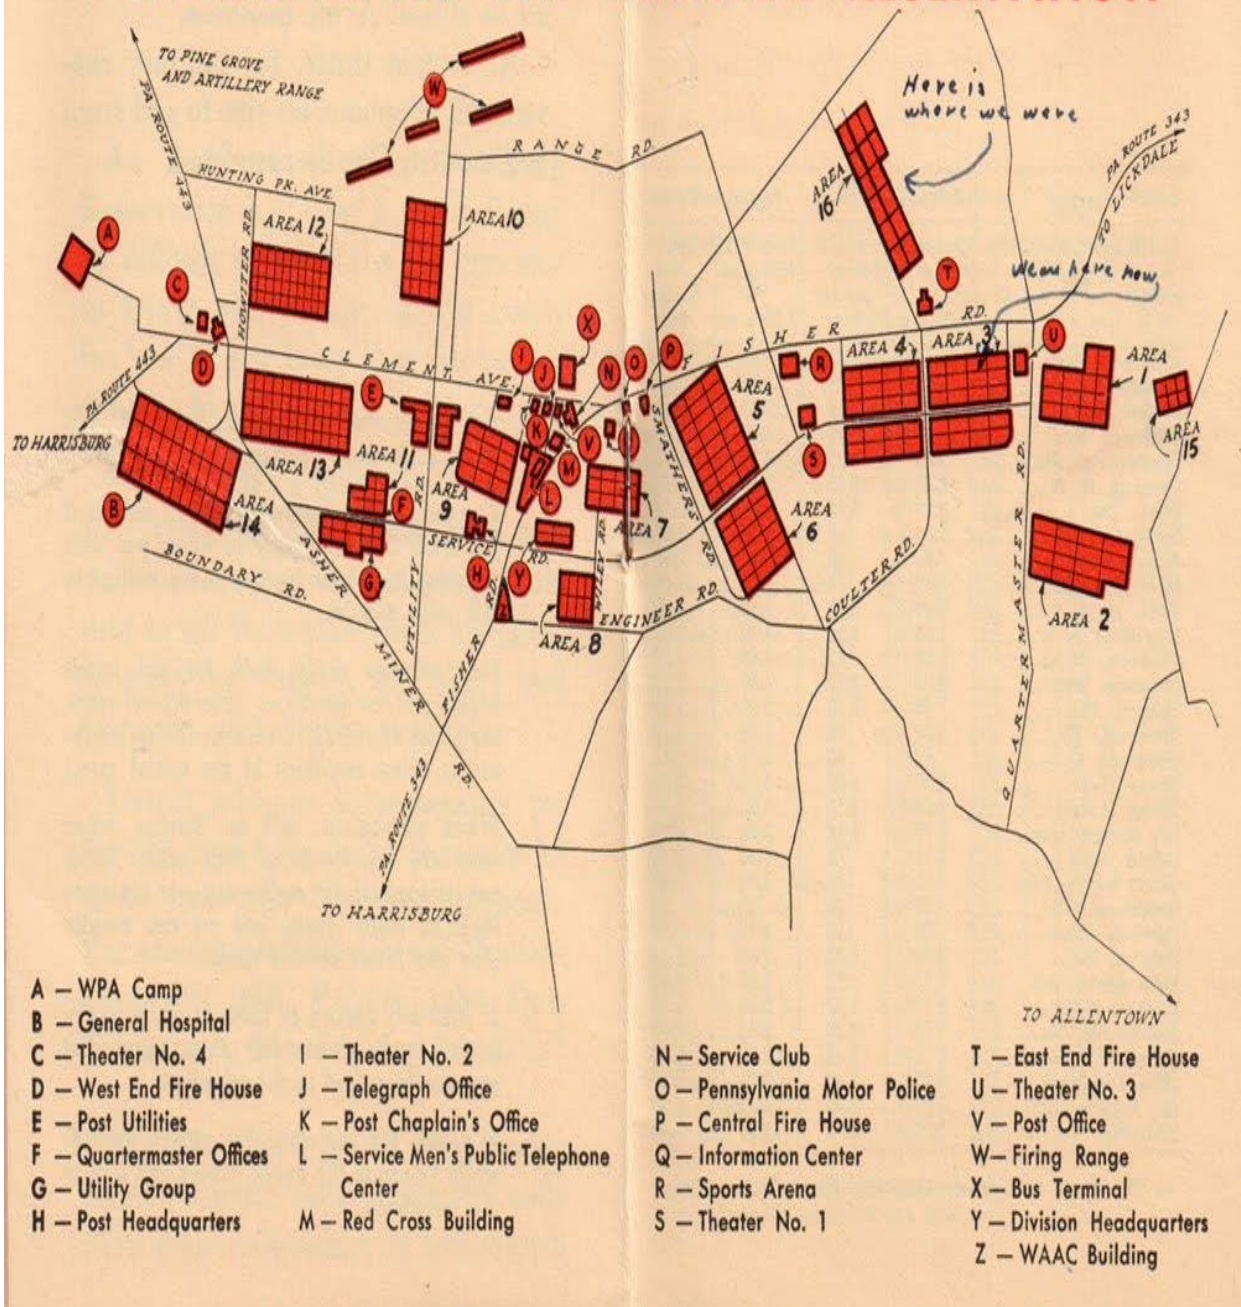 TO PINE GROVE
AND ARTILLERY RANGE
PA. ROUTE 443
W
RANGE RD.
Here is
where we were
PA ROUTE 343
TO LICKDALE
HUNTING PK. AVE.
HOWITER RD.
AREA 12
AREA 10
AREA
16
A
C
D
T
We are here now
X
I
J
N
O
P
FISHER RD.
CLEMENT AVE.
AREA 4
AREA 3
U
R
AREA
1
AREA
15
PA ROUTE 443
TO HARRISBURG
E
AREA
5
SMATHERS RD.
K
V
M
L
S
AREA 13
AREA 11
AREA
9
AREA 7
AREA
6
B
AREA
14
F
SERVICE RD.
UTILITY RD.
WILEY RD.
BOUNDARY RD.
ASHER MINER RD.
G
H
Y
Z
FISHER RD.
ENGINEER RD.
COULTER RD.
QUARTERMASTER RD.
AREA 8
AREA 2
PA. ROUTE 343
TO HARRISBURG
TO ALLENTOWN
A — WPA Camp
B — General Hospital
C — Theater No. 4
D — West End Fire House
E — Post Utilities
F — Quartermaster Offices
G — Utility Group
H — Post Headquarters
I — Theater No. 2
J — Telegraph Office
K — Post Chaplain's Office
L — Service Men's Public Telephone
Center
M — Red Cross Building
N — Service Club
O — Pennsylvania Motor Police
P — Central Fire House
Q — Information Center
R — Sports Arena
S — Theater No. 1
T — East End Fire House
U — Theater No. 3
V — Post Office
W — Firing Range
X — Bus Terminal
Y — Division Headquarters
Z — WAAC Building